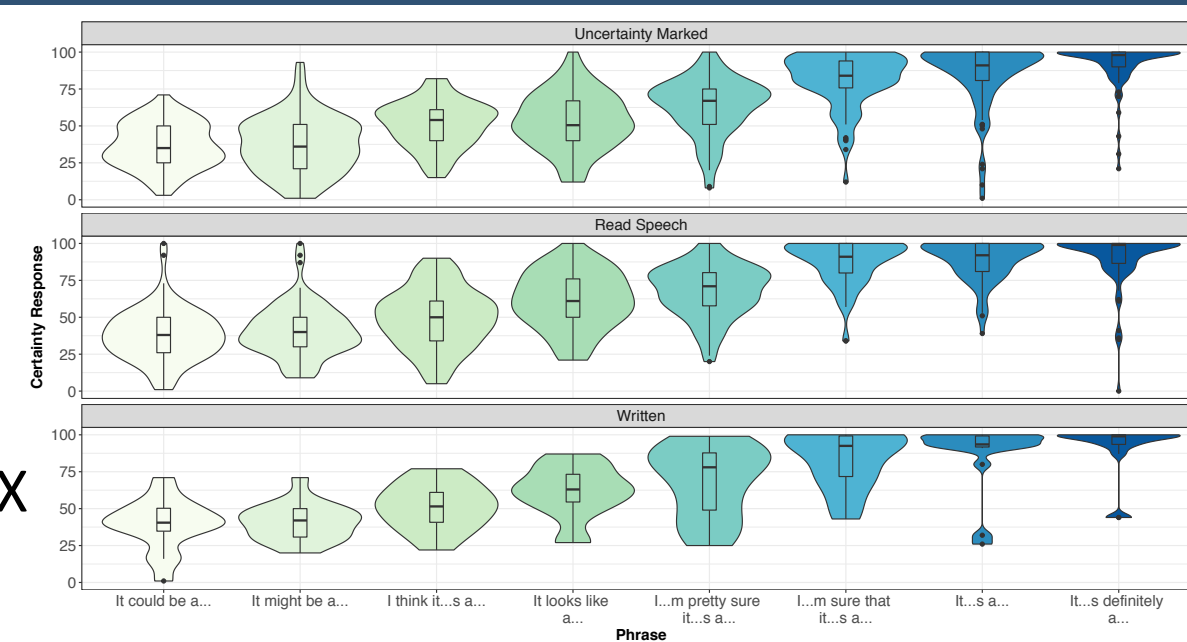 Uncertainty Marked
100
75
50
25
0
Read Speech
100
75
50
25
0
Certainty Response
Written
100
75
50
25
0
X
It could be a... It might be a... I think it...s a... It looks like a... I...m pretty sure it...s a... I...m sure that it...s a... It...s a... It...s definitely a...
Phrase